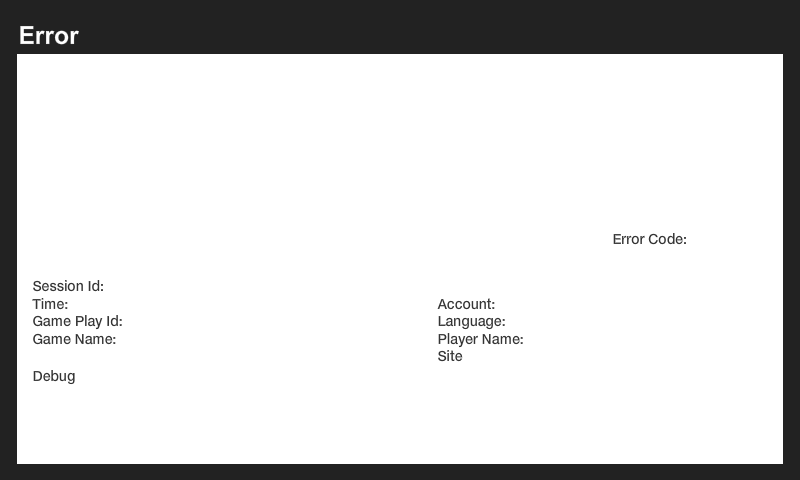 Error
Error Code:
Session Id:
Time:
Game Play Id:
Game Name:
Account:
Language:
Player Name:
Site
Debug